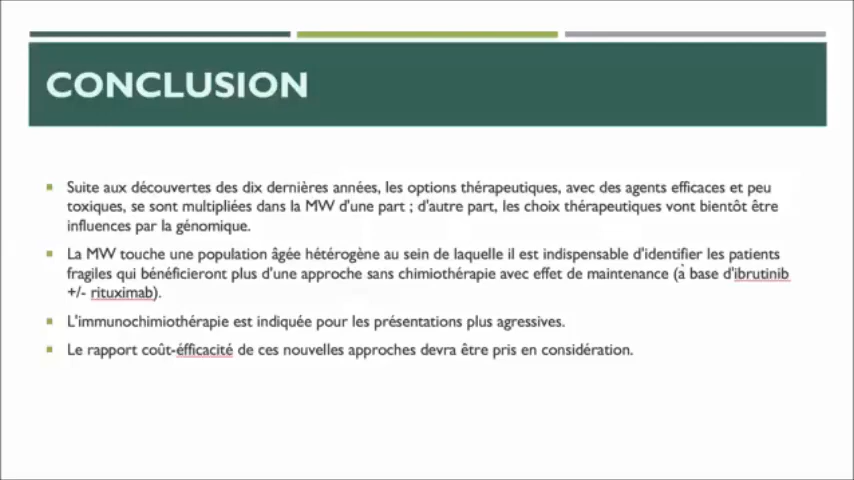 CONCLUSION
Suite aux découvertes des dix dernières années, les options thérapeutiques, avec des agents efficaces et peu
toxiques, se sont multipliées dans la MW d'une part ; d'autre part, les choix thérapeutiques vont bientôt être
influences par la génomique.
La MW touche une population âgée hétérogène au sein de laquelle il est indispensable d'identifier les patients
fragiles qui bénéficieront plus d'une approche sans chimiothérapie avec effet de maintenance (à base d'ibrutinib
+/- rituximab).
L'immunochimiothérapie est indiquée pour les présentations plus agressives.
Le rapport coût-éfficacité de ces nouvelles approches devra être pris en considération.